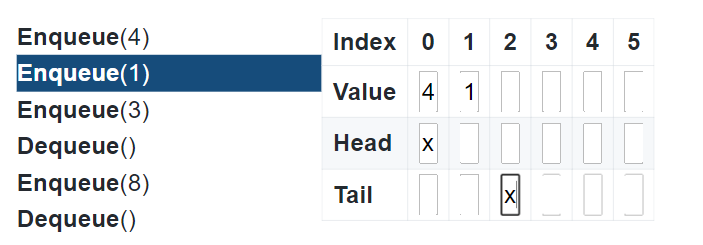 Enqueue(4)
Enqueue(1)
Enqueue(3)
Dequeue()
Enqueue(8)
Dequeue()
Index 0 1 2 3 4 5
Value 4 1
Head x
Tail x